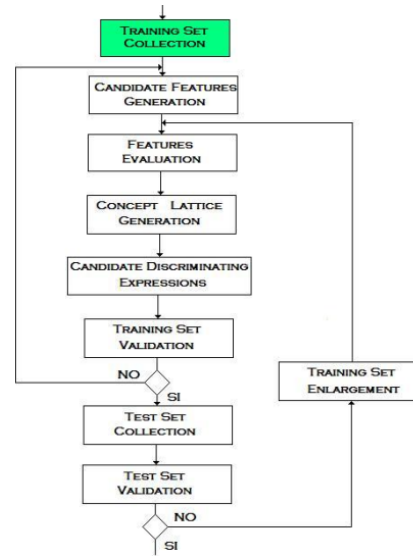 TRAINING SET
COLLECTION
CANDIDATE FEATURES
GENERATION
FEATURES
EVALUATION
CONCEPT LATTICE
GENERATION
CANDIDATE DISCRIMINATING
EXPRESSIONS
TRAINING SET
VALIDATION
NO
SI
TRAINING SET
ENLARGEMENT
TEST SET
COLLECTION
TEST SET
VALIDATION
NO
SI